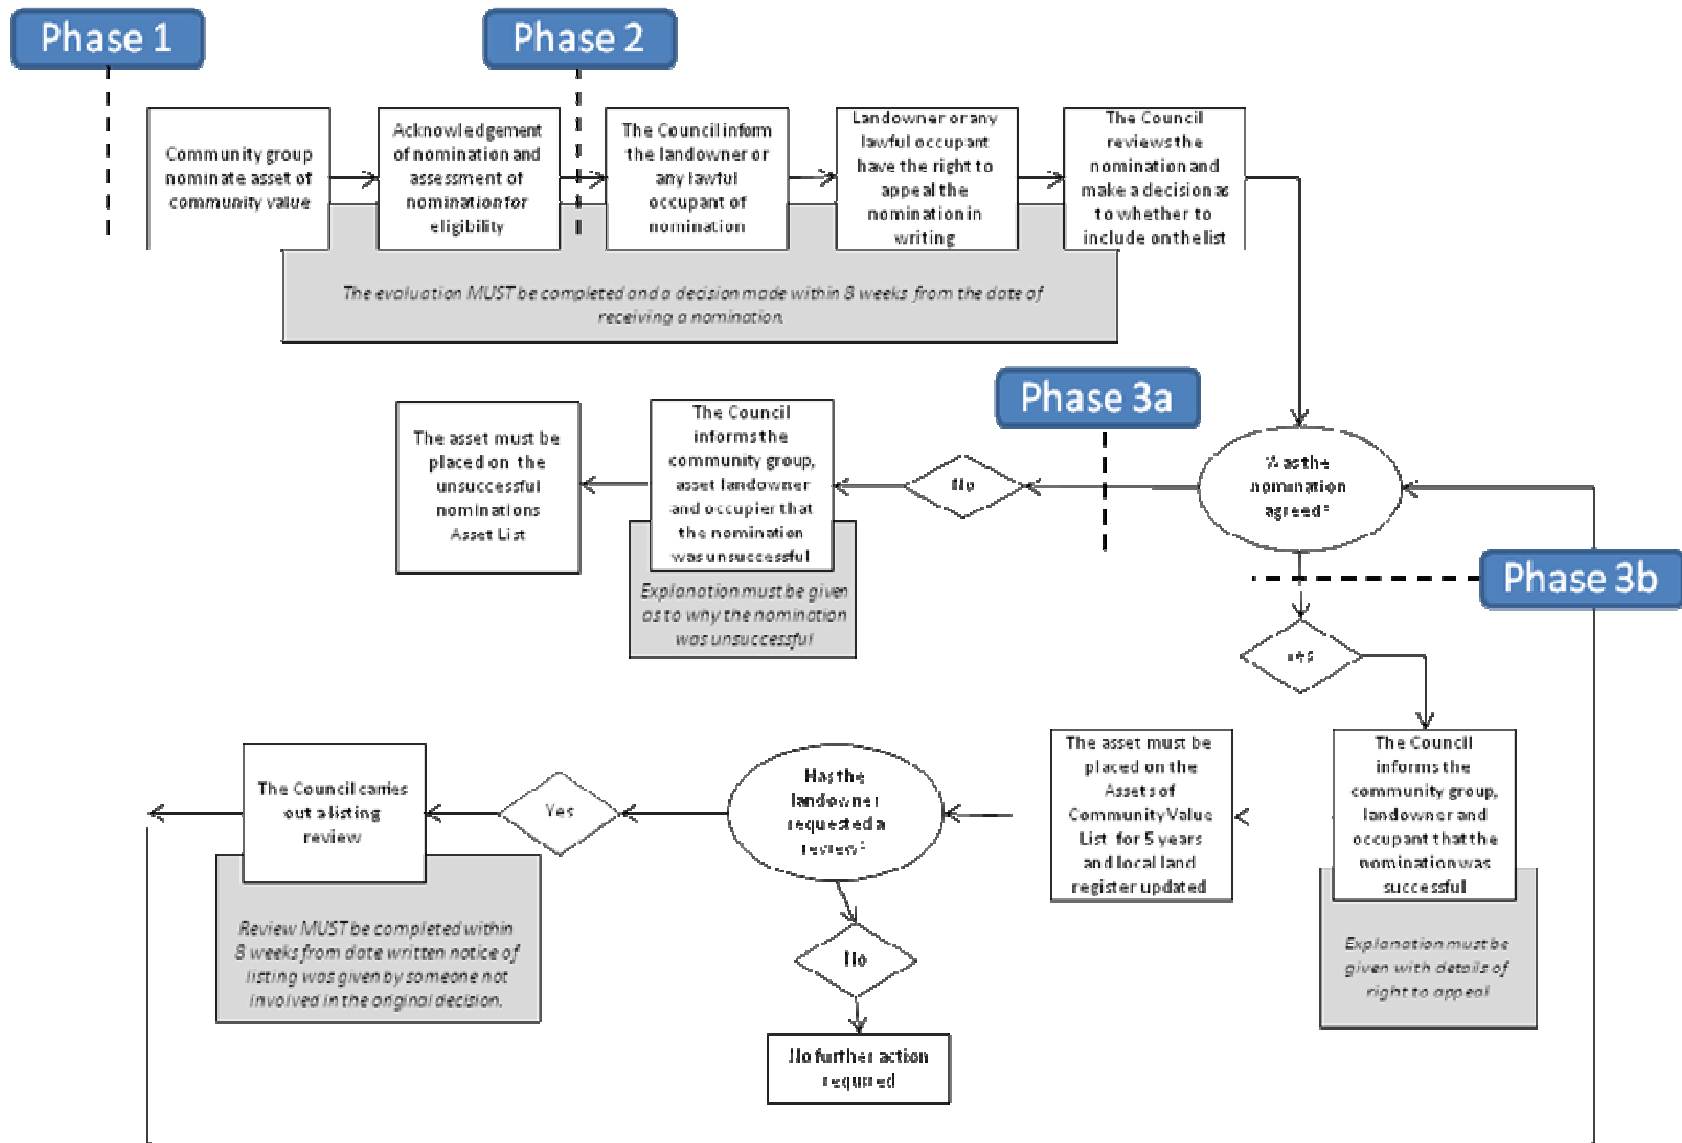 Phase 1
Phase 2
Community group
nominate asset of
community value
Acknowledgement
of nomination and
assessment of
nomination for
eligibility
The Council inform
the landowner or
any lawful
occupant of
nomination
Landowner or any
lawful occupant
have the right to
appeal the
nomination in
writing
The Council
reviews the
nomination and
make a decision as
to whether to
include on the list
The evaluation MUST be completed and a decision made within 8 weeks from the date of
receiving a nomination.
Phase 3a
The asset must be
placed on the
unsuccessful
nominations
Asset List
The Council
informs the
community group,
asset landowner
and occupier that
the nomination
was unsuccessful
Explanation must be given
as to why the nomination
was unsuccessful
No
Was the
nomination
agreed?
Phase 3b
Yes
The Council carries
out a listing
review
Review MUST be completed within
8 weeks from date written notice of
listing was given by someone not
involved in the original decision.
Yes
Has the
landowner
requested a
review?
No
No further action
required
The asset must be
placed on the
Assets of
Community Value
List for 5 years
and local land
register updated
The Council
informs the
community group,
landowner and
occupant that the
nomination was
successful
Explanation must be
given with details of
right to appeal